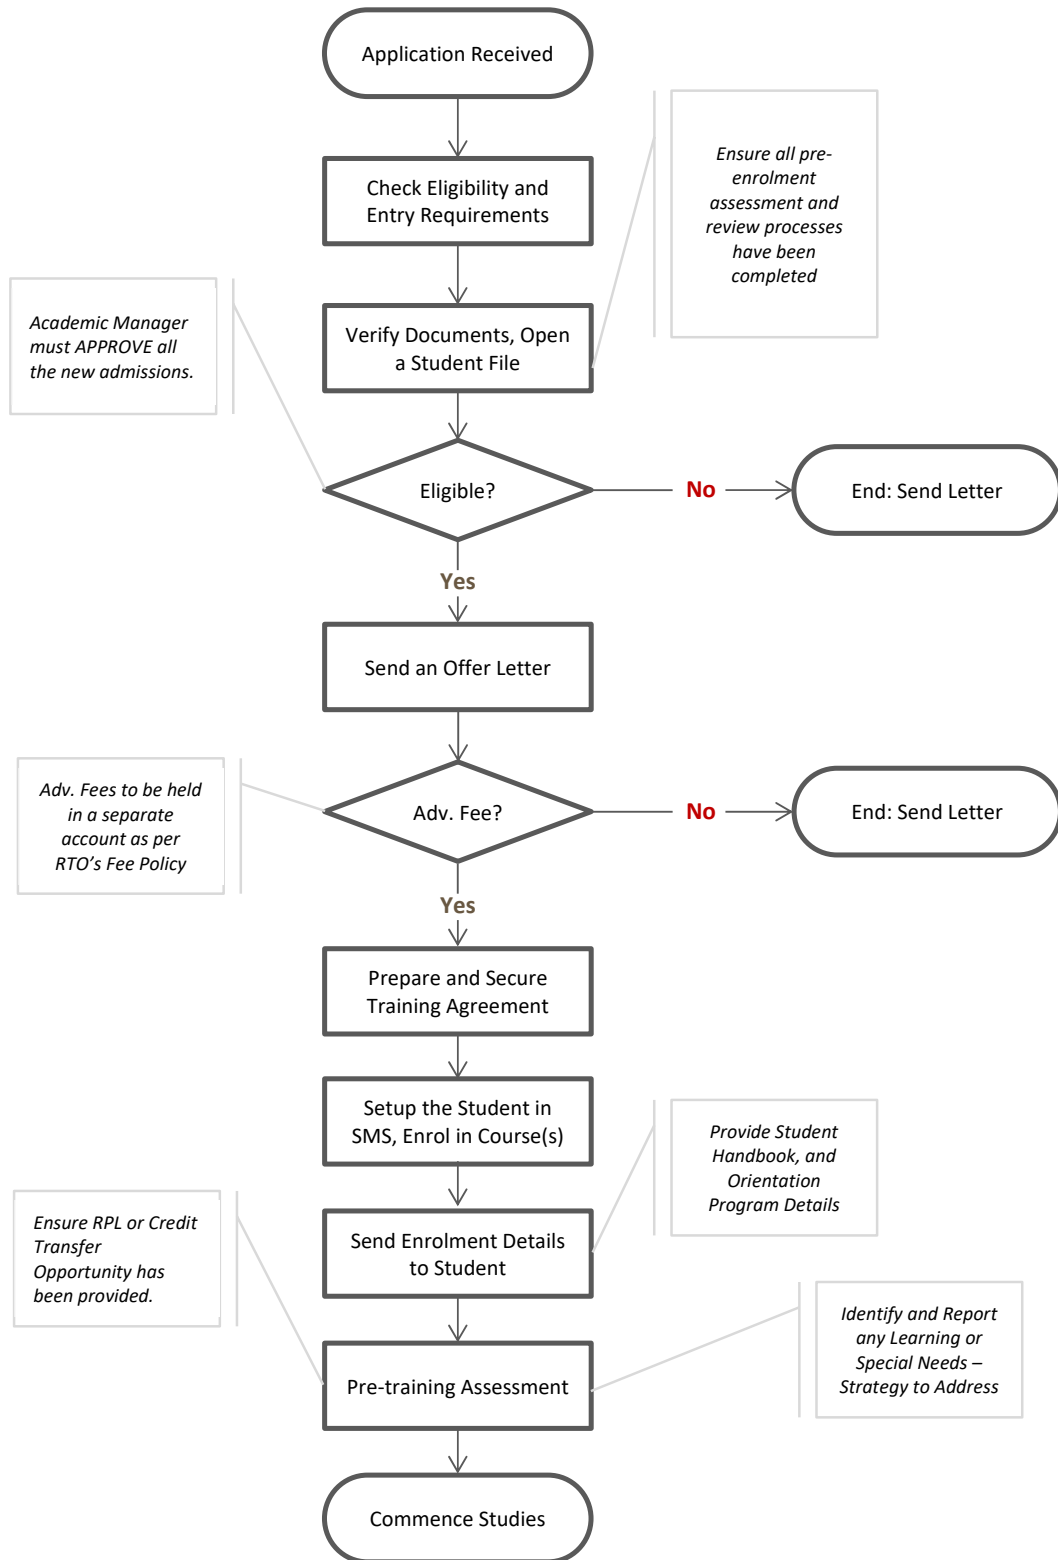 Application Received
Check Eligibility and
Entry Requirements
Ensure all pre-
enrolment
assessment and
review processes
have been
completed
Verify Documents, Open
a Student File
Academic Manager
must APPROVE all
the new admissions.
Eligible?
No
End: Send Letter
Yes
Send an Offer Letter
Adv. Fees to be held
in a separate
account as per
RTO’s Fee Policy
Adv. Fee?
No
End: Send Letter
Yes
Prepare and Secure
Training Agreement
Setup the Student in
SMS, Enrol in Course(s)
Provide Student
Handbook, and
Orientation
Program Details
Send Enrolment Details
to Student
Ensure RPL or Credit
Transfer
Opportunity has
been provided.
Pre-training Assessment
Identify and Report
any Learning or
Special Needs –
Strategy to Address
Commence Studies